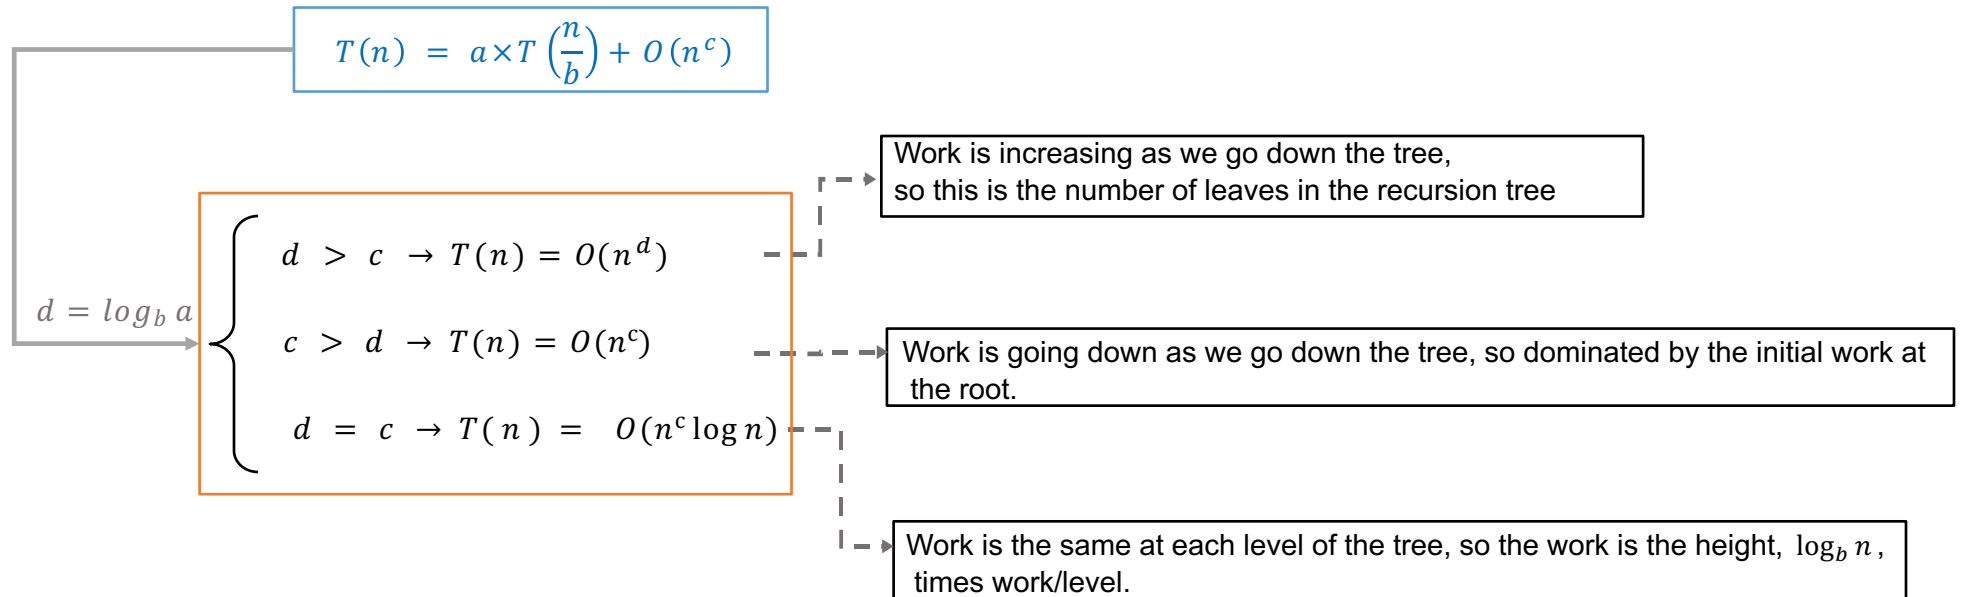 T(n) = a×T(n/b) + O(n^c)
Work is increasing as we go down the tree,
so this is the number of leaves in the recursion tree
d > c → T(n) = O(n^d)
d = log_b a
c > d → T(n) = O(n^c)
Work is going down as we go down the tree, so dominated by the initial work at
the root.
d = c → T( n ) = O(n^c log n)
Work is the same at each level of the tree, so the work is the height, log_b n ,
times work/level.